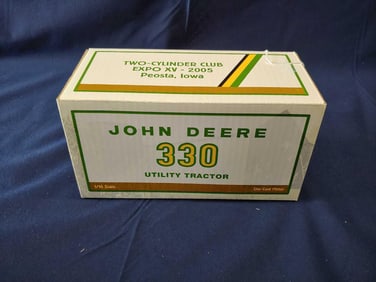 TWO-CYLINDER CLUB
EXPO XV - 2005
Peosta, Iowa
JOHN DEERE
330
UTILITY TRACTOR
1/16 Scale
Die-Cast Metal